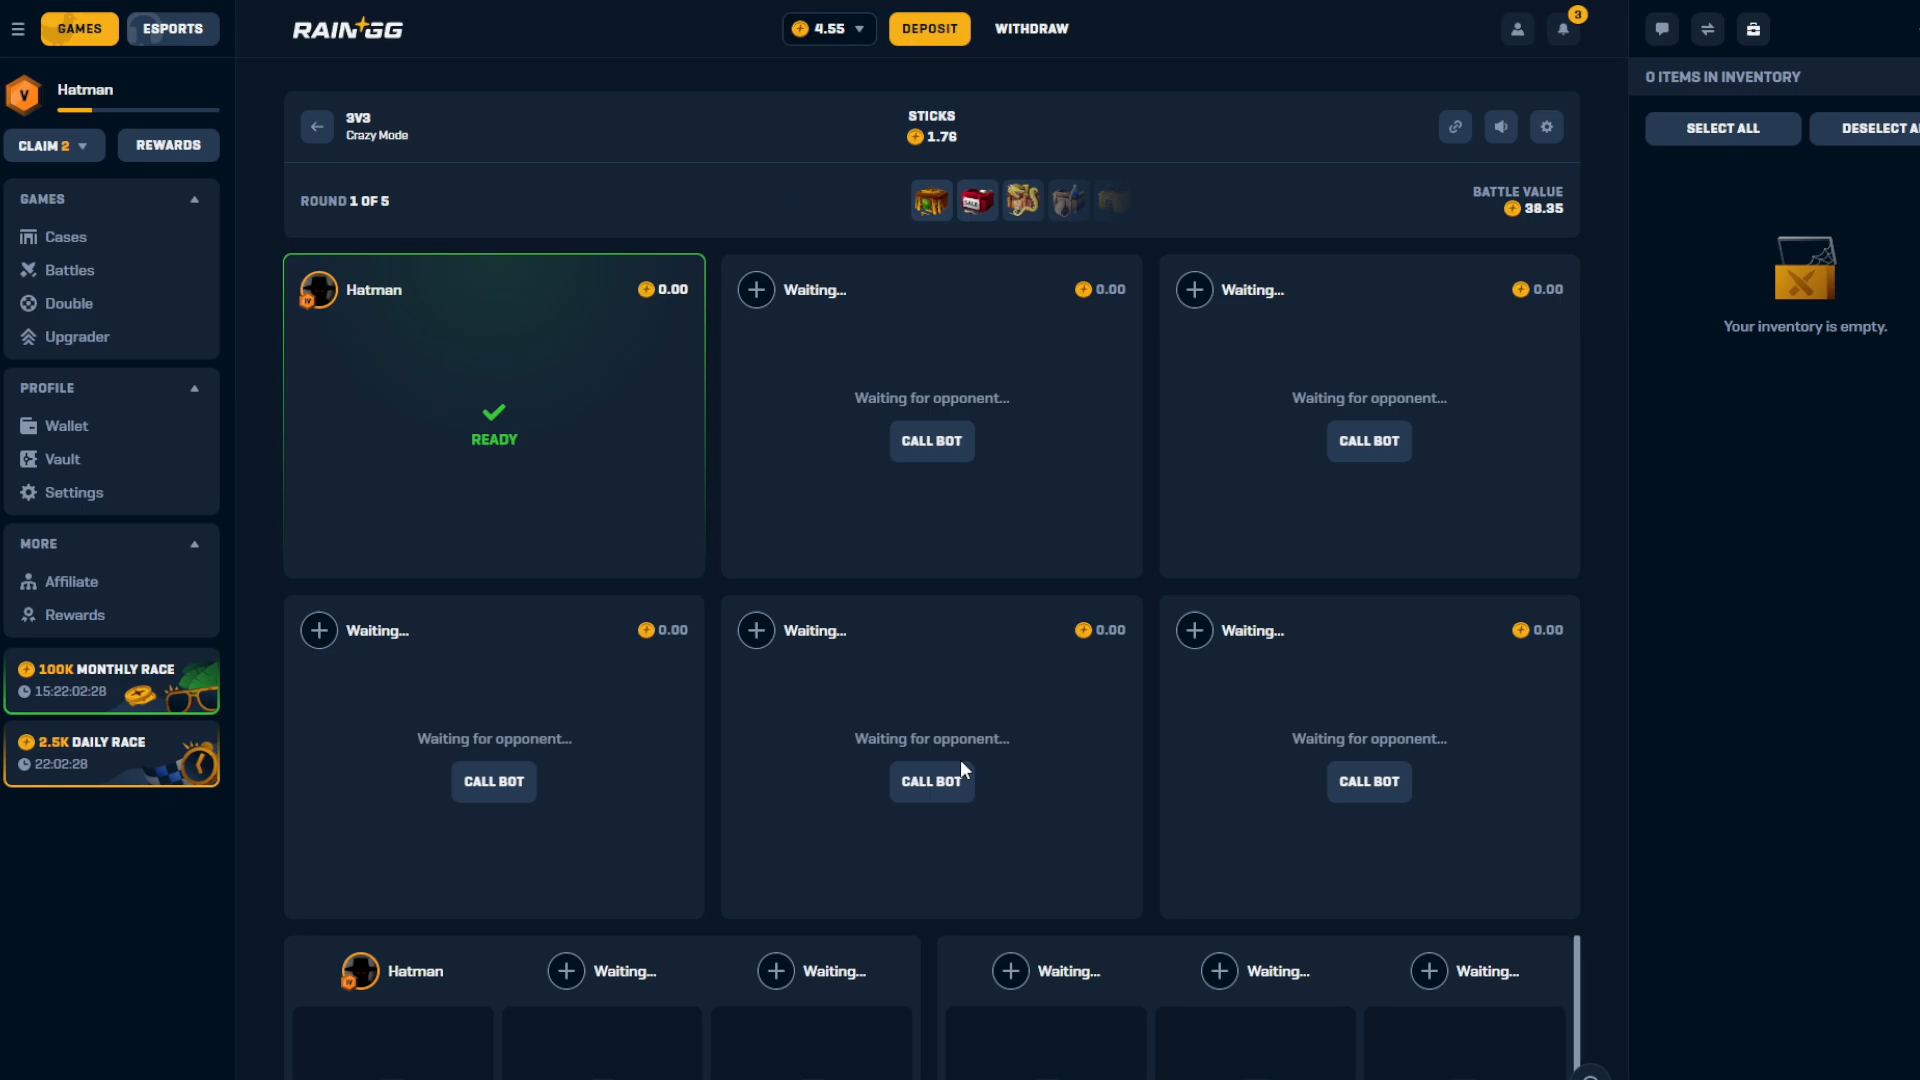 GAMES
ESPORTS
RAIN GG
4.55
DEPOSIT
WITHDRAW
3
V
Hatman
CLAIM 2
REWARDS
GAMES
Cases
Battles
Double
Upgrader
PROFILE
Wallet
Vault
Settings
MORE
Affiliate
Rewards
100K MONTHLY RACE
15:22:02:28
2.5K DAILY RACE
22:02:28
3V3
Crazy Mode
STICKS
1.76
ROUND 1 OF 5
SALE
BATTLE VALUE
38.35
IV
Hatman
0.00
READY
Waiting...
0.00
Waiting for opponent...
CALL BOT
Waiting...
0.00
Waiting for opponent...
CALL BOT
Waiting...
0.00
Waiting for opponent...
CALL BOT
Waiting...
0.00
Waiting for opponent...
CALL BOT
Waiting...
0.00
Waiting for opponent...
CALL BOT
IV
Hatman
Waiting...
Waiting...
Waiting...
Waiting...
Waiting...
0 ITEMS IN INVENTORY
SELECT ALL
DESELECT A
Your inventory is empty.